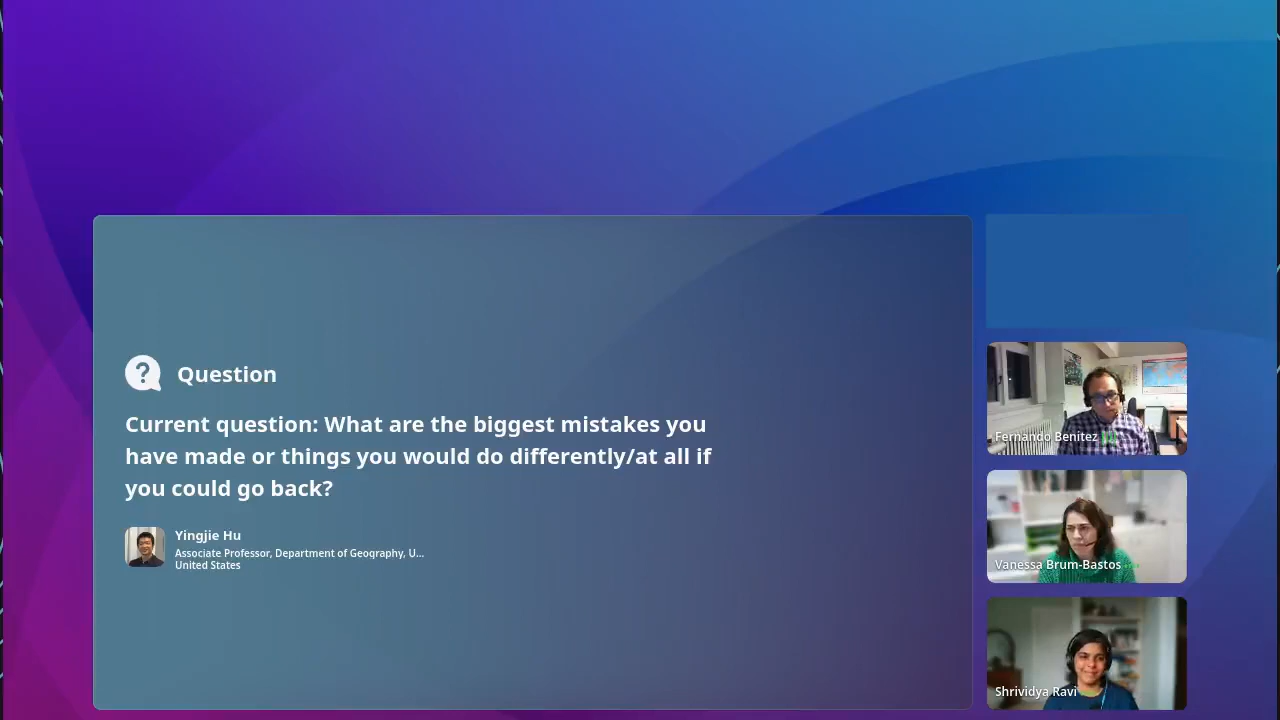 Question
Current question: What are the biggest mistakes you
have made or things you would do differently/at all if
you could go back?
Yingjie Hu
Associate Professor, Department of Geography, U...
United States
Fernando Benitez
Vanessa Brum-Bastos
Shrividya Ravi